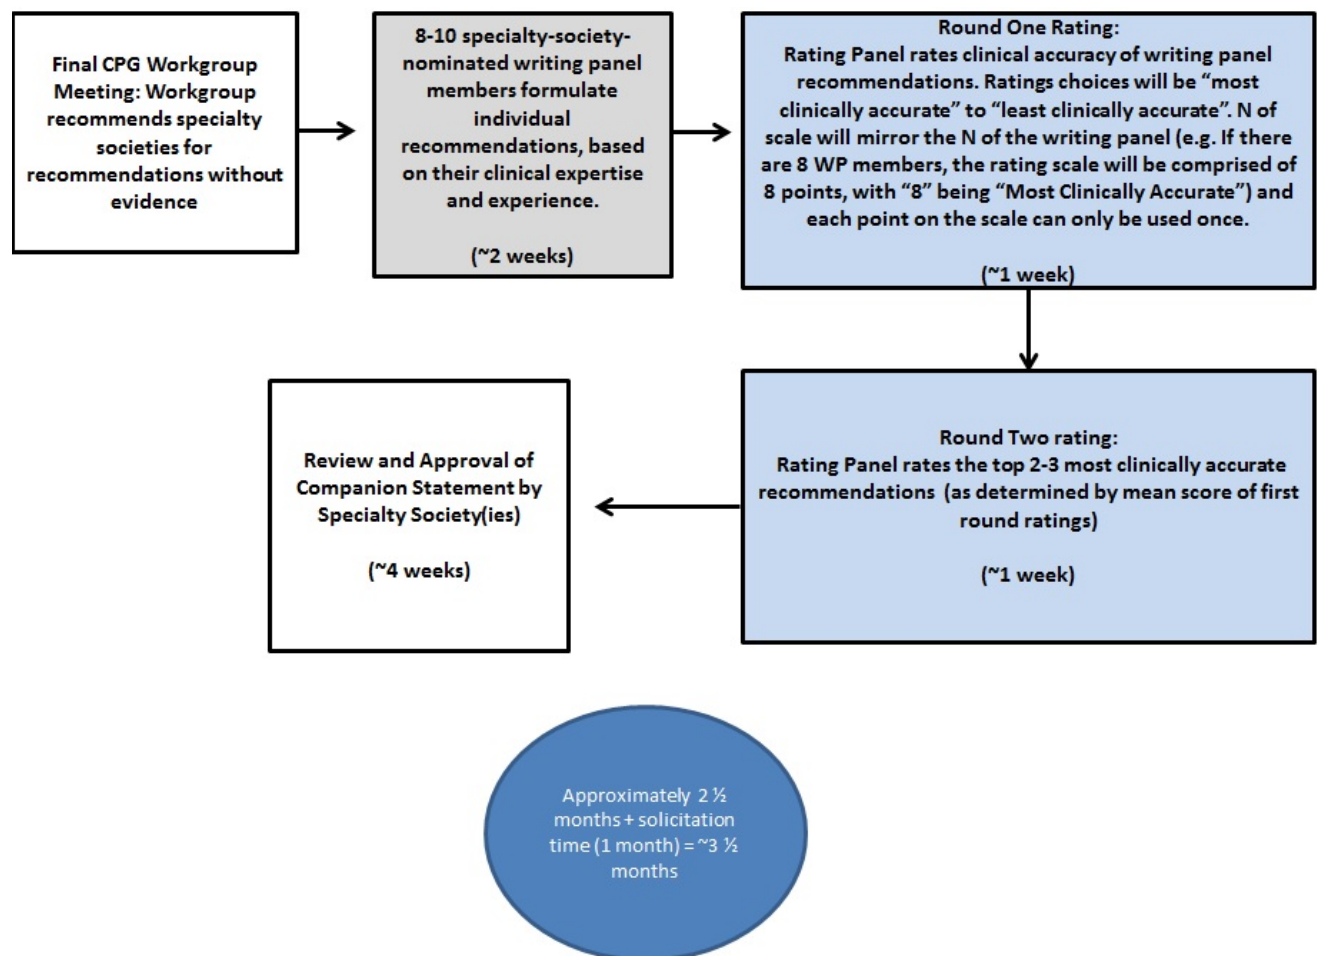 Final CPG Workgroup
Meeting: Workgroup
recommends specialty
societies for
recommendations without
evidence
8-10 specialty-society-
nominated writing panel
members formulate
individual
recommendations, based
on their clinical expertise
and experience.
(~2 weeks)
Round One Rating:
Rating Panel rates clinical accuracy of writing panel
recommendations. Ratings choices will be “most
clinically accurate” to “least clinically accurate”. N of
scale will mirror the N of the writing panel (e.g. If there
are 8 WP members, the rating scale will be comprised of
8 points, with “8” being “Most Clinically Accurate”) and
each point on the scale can only be used once.
(~1 week)
Round Two rating:
Rating Panel rates the top 2-3 most clinically accurate
recommendations (as determined by mean score of first
round ratings)
(~1 week)
Review and Approval of
Companion Statement by
Specialty Society(ies)
(~4 weeks)
Approximately 2 ½
months + solicitation
time (1 month) = ~3 ½
months